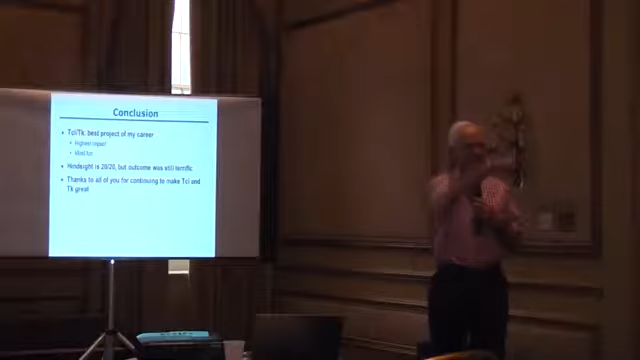 Conclusion
Tcl/Tk: best project of my career
Highest impact
Most fun
Hindsight is 20/20, but outcome was still terrific
Thanks to all of you for continuing to make Tcl and
Tk great